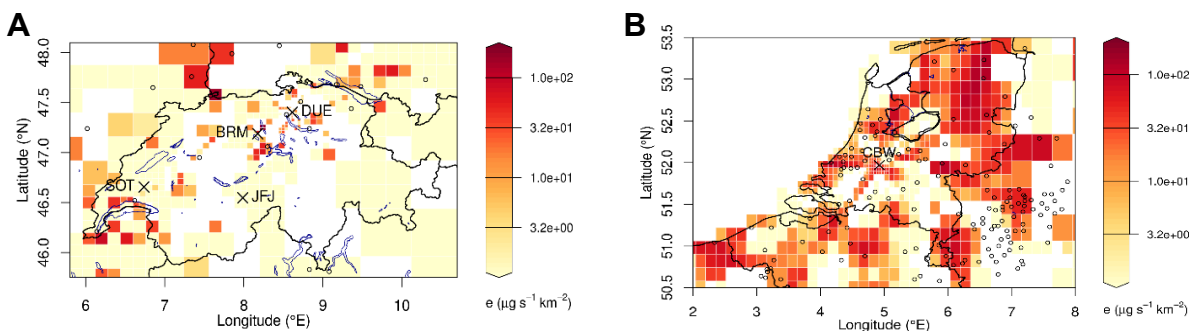 A
48.0
47.5
47.0
46.5
46.0
Latitude (°N)
DUE
BRM
SOT
JFJ
6 7 8 9 10
Longitude (°E)
1.0e+02
3.2e+01
1.0e+01
3.2e+00
e (µg s⁻¹ km⁻²)
B
53.5
53.0
52.5
52.0
51.5
51.0
50.5
Latitude (°N)
CBW
2 3 4 5 6 7 8
Longitude (°E)
1.0e+02
3.2e+01
1.0e+01
3.2e+00
e (µg s⁻¹ km⁻²)